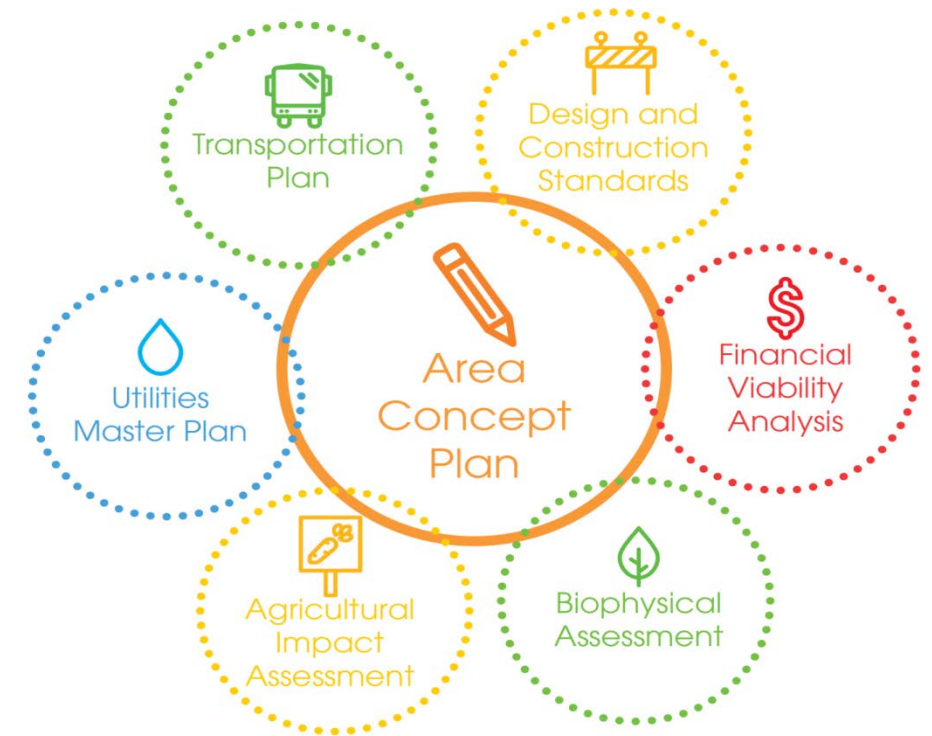 Transportation
Plan
Design and
Construction
Standards
Utilities
Master Plan
Area
Concept
Plan
Financial
Viability
Analysis
Agricultural
Impact
Assessment
Biophysical
Assessment